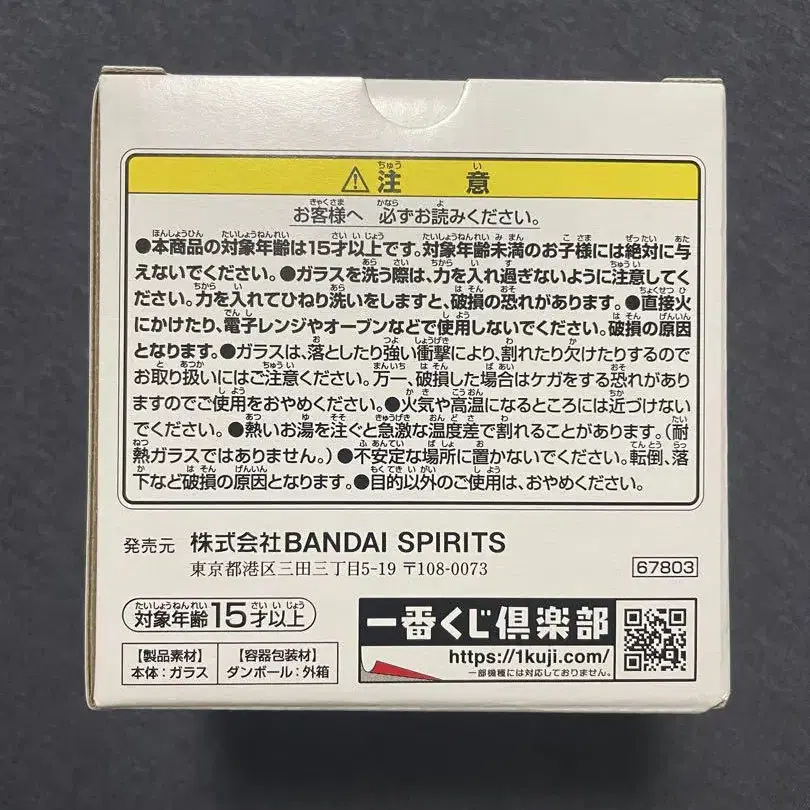 ⚠注意
お客様へ 必ずお読みください。
●本商品の対象年齢は15才以上です。対象年齢未満のお子様には絶対に与
えないでください。●ガラスを洗う際は、力を入れ過ぎないように注意してく
ださい。力を入れてひねり洗いをしますと、破損の恐れがあります。●直接火
にかけたり、電子レンジやオーブンなどで使用しないでください。破損の原因
となります。●ガラスは、落としたり強い衝撃により、割れたり欠けたりするので
お取り扱いにはご注意ください。万一、破損した場合はケガをする恐れがあり
ますのでご使用をおやめください。●火気や高温になるところには近づけない
でください。●熱いお湯を注ぐと急激な温度差で割れることがあります。(耐
熱ガラスではありません。)●不安定な場所に置かないでください。転倒、落
下など破損の原因となります。●目的以外のご使用は、おやめください。
発売元 株式会社BANDAI SPIRITS
東京都港区三田三丁目5-19 〒108-0073
67803
対象年齢15才以上
【製品素材】
本体:ガラス
【容器包装材】
ダンボール:外箱
一番くじ倶楽部
https://1kuji.com/
一部機種には対応しておりません。